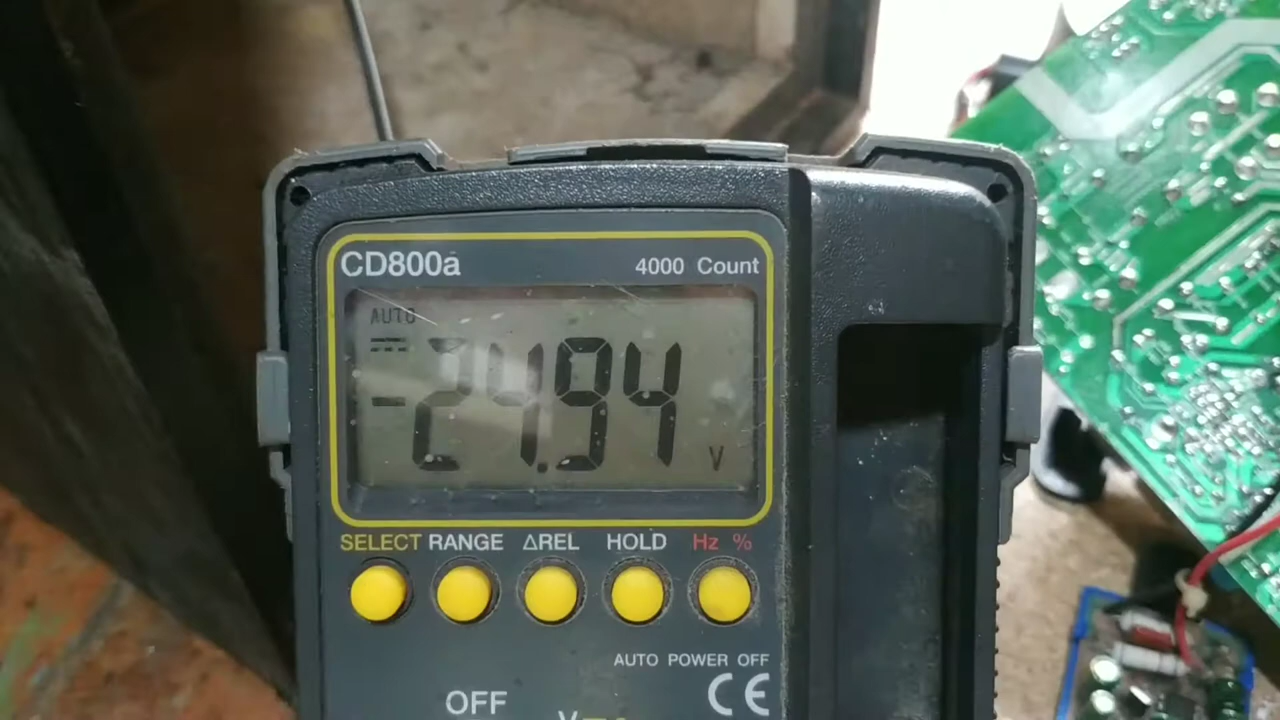 CD800a 4000 Count
AUTO
-24.94 V
SELECT RANGE ΔREL HOLD Hz %
AUTO POWER OFF
CE
OFF